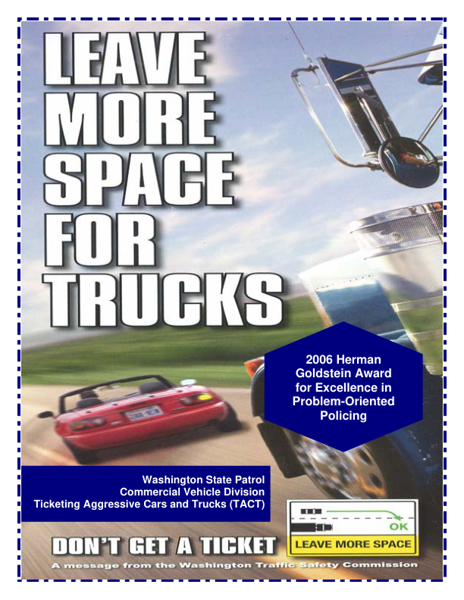 LEAVE
MORE
SPACE
FOR
TRUCKS
2006 Herman
Goldstein Award
for Excellence in
Problem-Oriented
Policing
Washington State Patrol
Commercial Vehicle Division
Ticketing Aggressive Cars and Trucks (TACT)
OK
LEAVE MORE SPACE
DON'T GET A TICKET
A message from the Washington Traffic Safety Commission